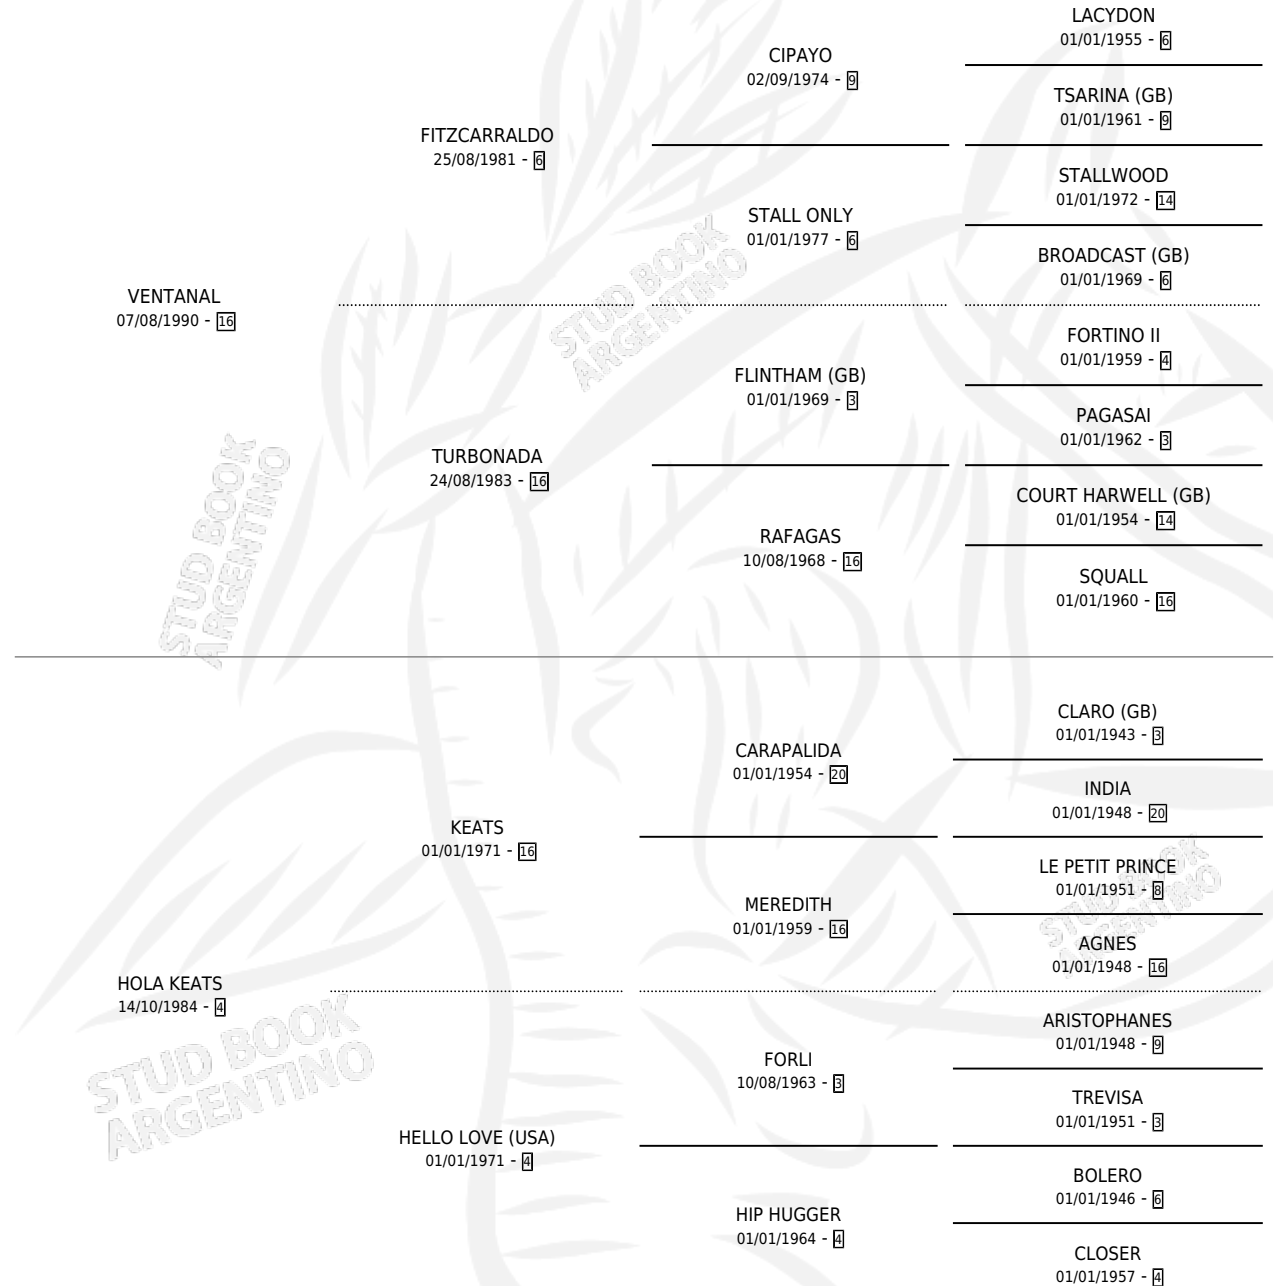 LACYDON
01/01/1955 - 6
CIPAYO
02/09/1974 - 9
TSARINA (GB)
01/01/1961 - 9
FITZCARRALDO
25/08/1981 - 6
STALLWOOD
01/01/1972 - 14
STALL ONLY
01/01/1977 - 6
BROADCAST (GB)
01/01/1969 - 6
VENTANAL
07/08/1990 - 16
FORTINO II
01/01/1959 - 4
FLINTHAM (GB)
01/01/1969 - 3
PAGASAI
01/01/1962 - 3
TURBONADA
24/08/1983 - 16
COURT HARWELL (GB)
01/01/1954 - 14
RAFAGAS
10/08/1968 - 16
SQUALL
01/01/1960 - 16
CLARO (GB)
01/01/1943 - 3
CARAPALIDA
01/01/1954 - 20
INDIA
01/01/1948 - 20
KEATS
01/01/1971 - 16
LE PETIT PRINCE
01/01/1951 - 8
MEREDITH
01/01/1959 - 16
AGNES
01/01/1948 - 16
HOLA KEATS
14/10/1984 - 4
ARISTOPHANES
01/01/1948 - 9
FORLI
10/08/1963 - 3
TREVISA
01/01/1951 - 3
HELLO LOVE (USA)
01/01/1971 - 4
BOLERO
01/01/1946 - 6
HIP HUGGER
01/01/1964 - 4
CLOSER
01/01/1957 - 4
STUD BOOK
ARGENTINO
STUD BOOK
ARGENTINO
STUD BOOK
ARGENTINO
STUD BOOK
ARGENTINO